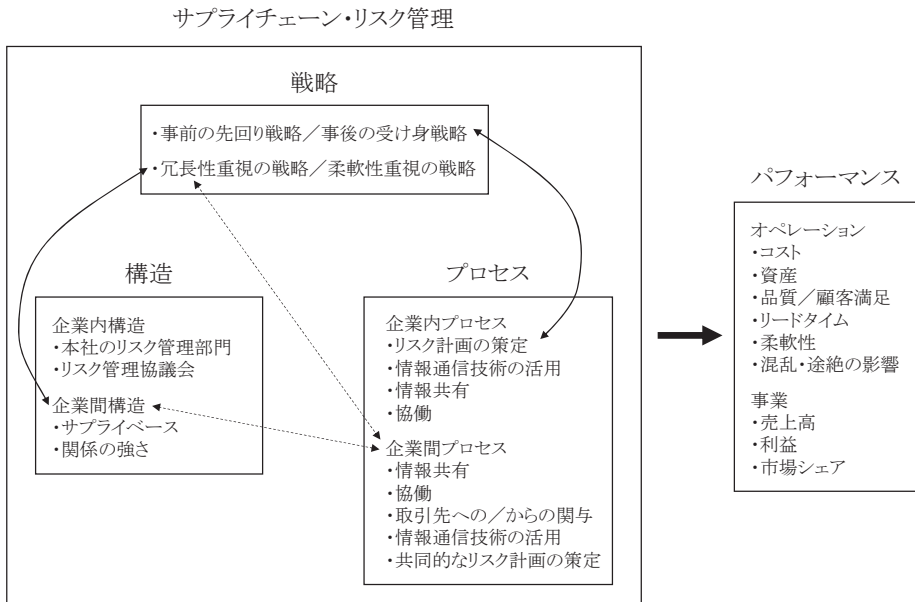 サプライチェーン・リスク管理
戦略
・事前の先回り戦略／事後の受け身戦略
・冗長性重視の戦略／柔軟性重視の戦略
構造
企業内構造
・本社のリスク管理部門
・リスク管理協議会
企業間構造
・サプライベース
・関係の強さ
プロセス
企業内プロセス
・リスク計画の策定
・情報通信技術の活用
・情報共有
・協働
企業間プロセス
・情報共有
・協働
・取引先への／からの関与
・情報通信技術の活用
・共同的なリスク計画の策定
パフォーマンス
オペレーション
・コスト
・資産
・品質／顧客満足
・リードタイム
・柔軟性
・混乱・途絶の影響
事業
・売上高
・利益
・市場シェア